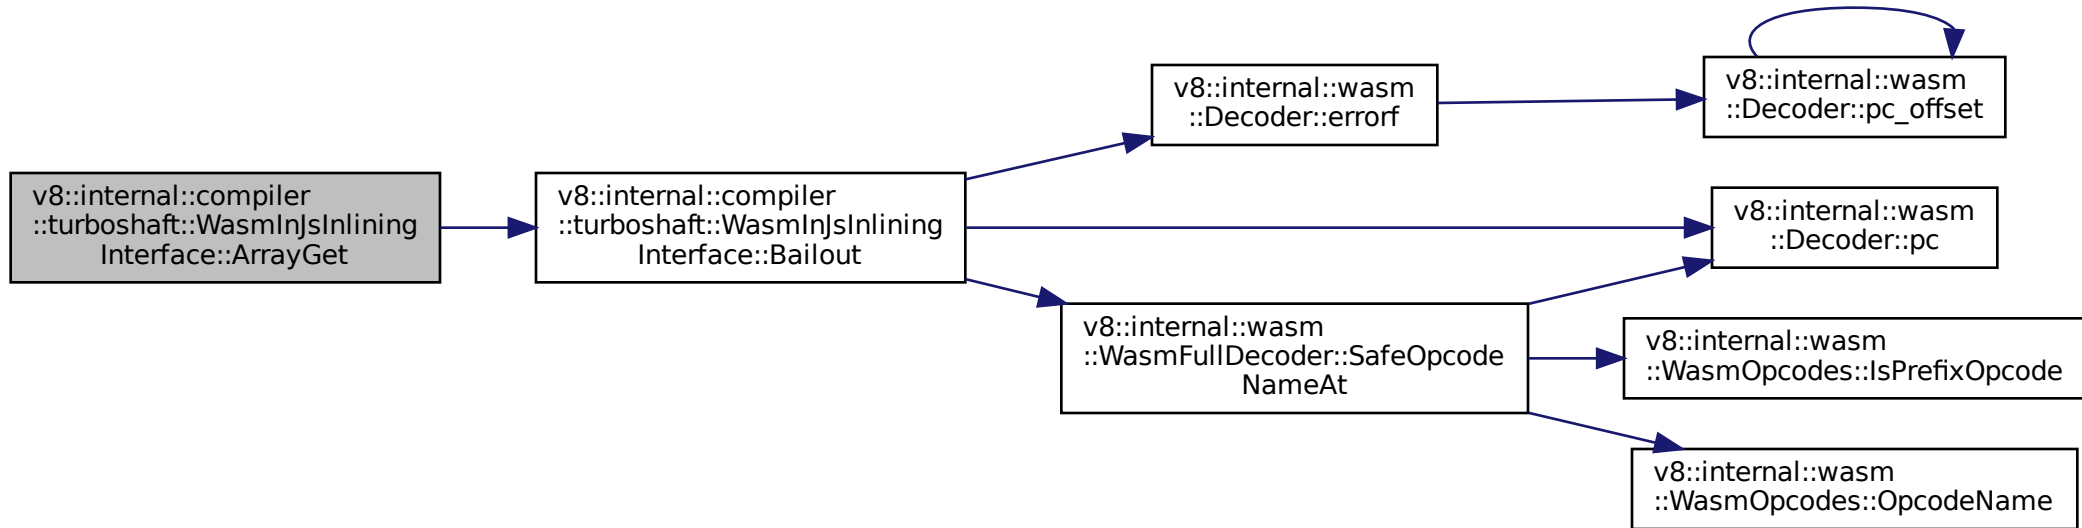 v8::internal::compiler
::turboshaft::WasmInJsInlining
Interface::ArrayGet
v8::internal::compiler
::turboshaft::WasmInJsInlining
Interface::Bailout
v8::internal::wasm
::Decoder::errorf
v8::internal::wasm
::Decoder::pc_offset
v8::internal::wasm
::Decoder::pc
v8::internal::wasm
::WasmFullDecoder::SafeOpcode
NameAt
v8::internal::wasm
::WasmOpcodes::IsPrefixOpcode
v8::internal::wasm
::WasmOpcodes::OpcodeName